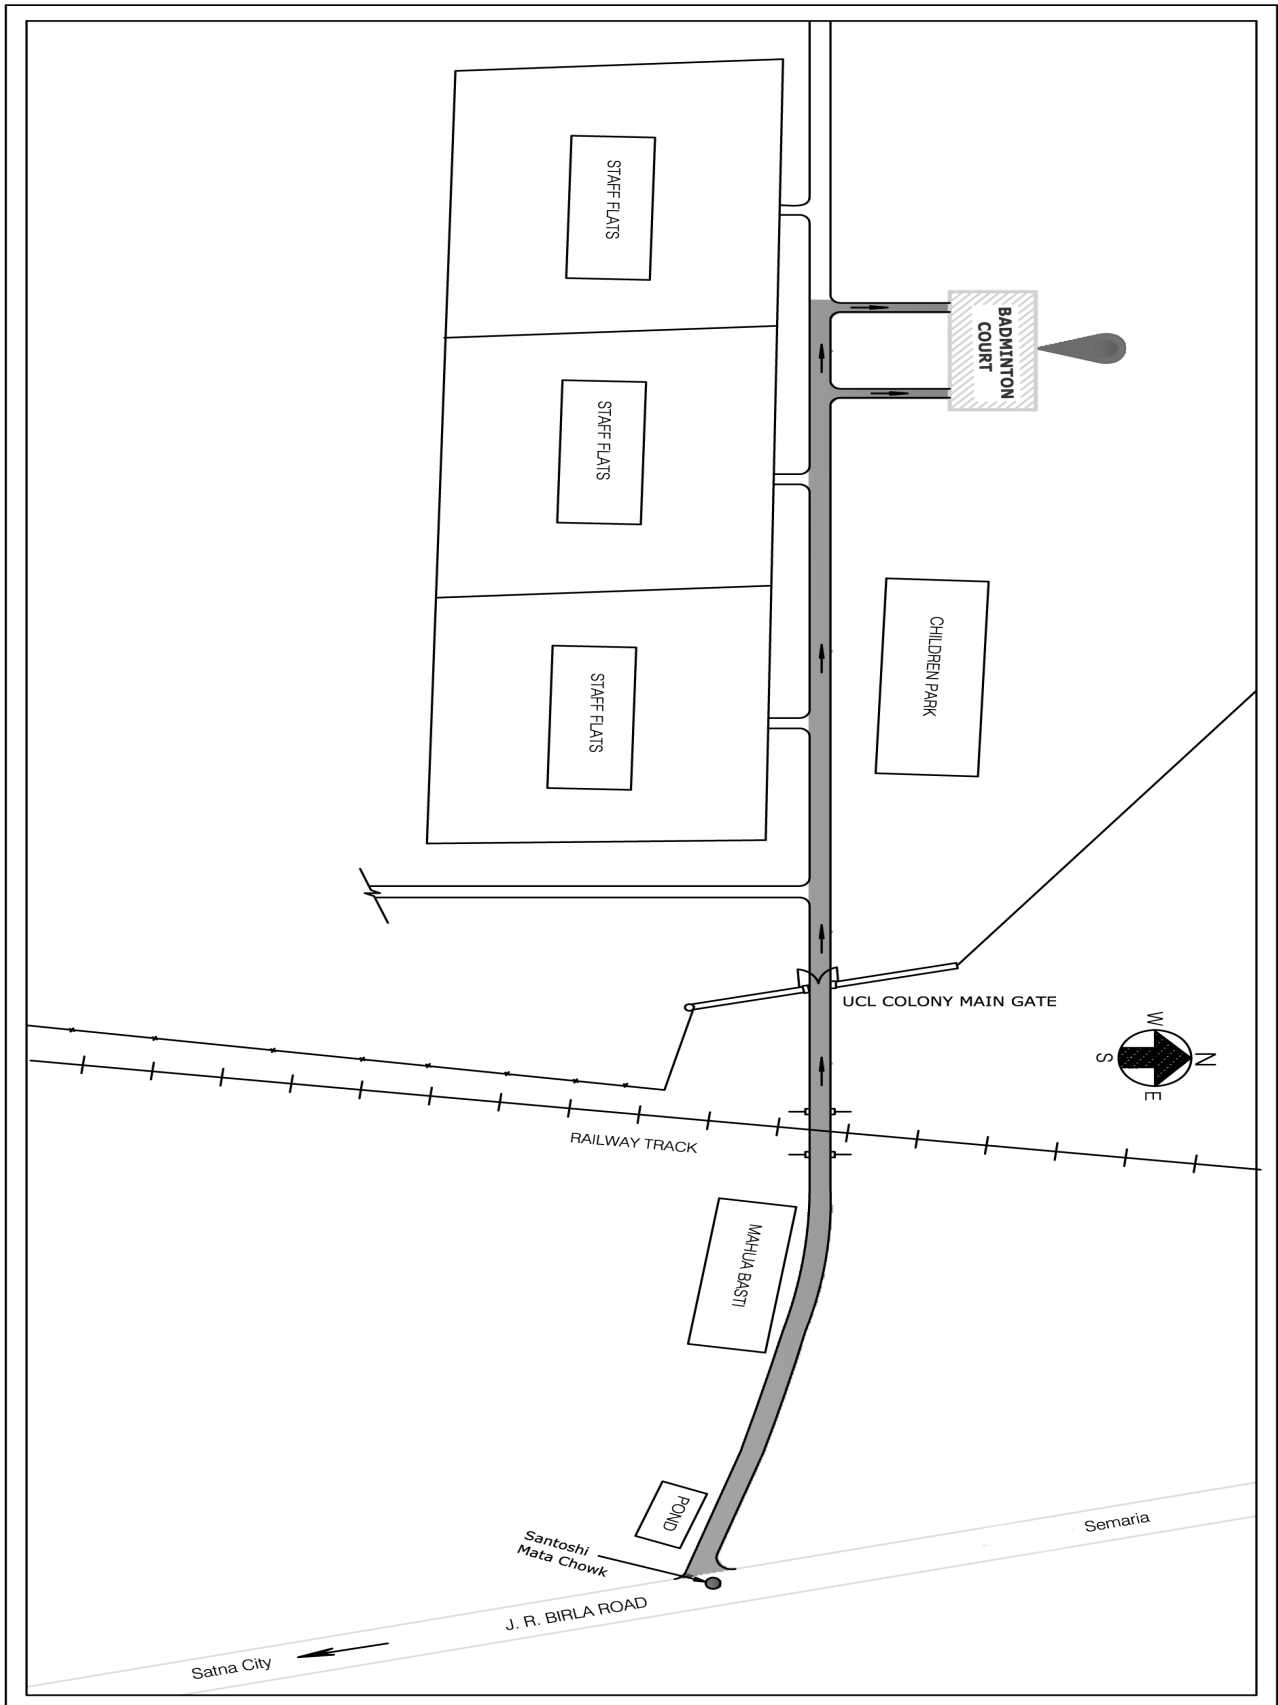 STAFF FLATS
BADMINTON
COURT
STAFF FLATS
CHILDREN PARK
STAFF FLATS
UCL COLONY MAIN GATE
W
N
S
E
RAILWAY TRACK
MAHUA BASTI
POND
Semaria
Santoshi
Mata Chowk
J. R. BIRLA ROAD
Satna City